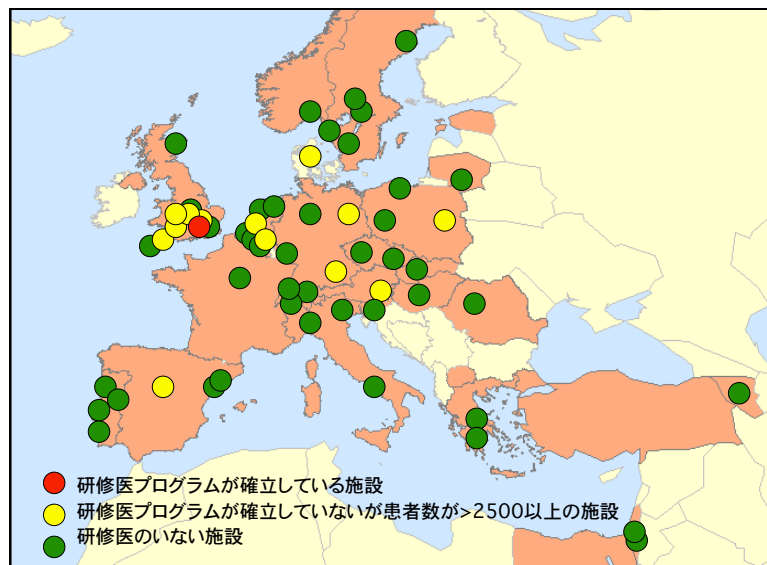 研修医プログラムが確立している施設
研修医プログラムが確立していないが患者数が>2500以上の施設
研修医のいない施設